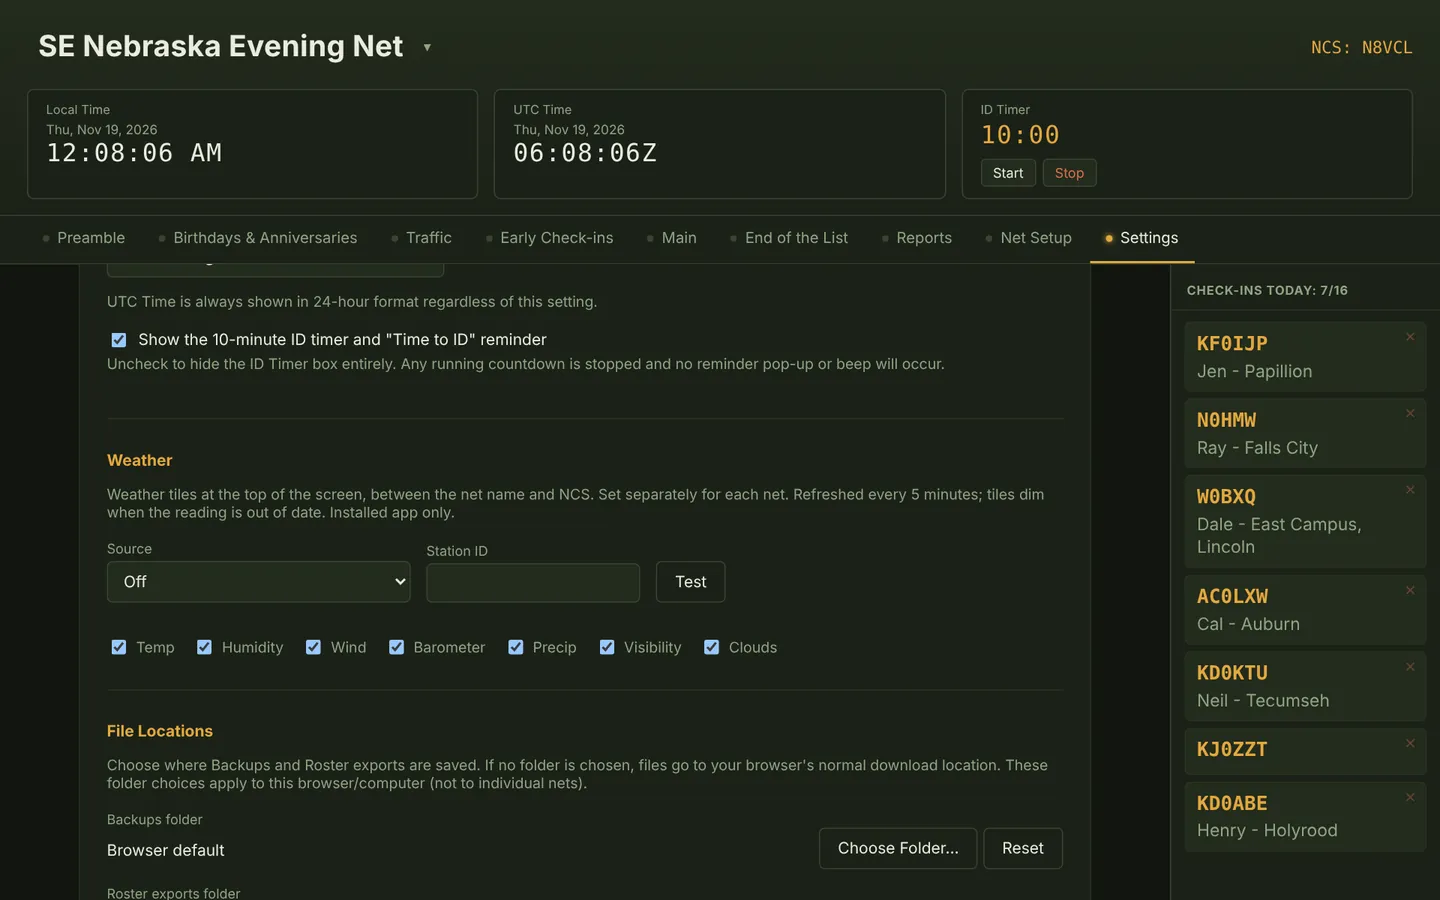 SE Nebraska Evening Net ▼
NCS: N8VCL
Local Time
Thu, Nov 19, 2026
12:08:06 AM
UTC Time
Thu, Nov 19, 2026
06:08:06Z
ID Timer
10:00
Start
Stop
Preamble
Birthdays & Anniversaries
Traffic
Early Check-ins
Main
End of the List
Reports
Net Setup
Settings
UTC Time is always shown in 24-hour format regardless of this setting.
Show the 10-minute ID timer and "Time to ID" reminder
Uncheck to hide the ID Timer box entirely. Any running countdown is stopped and no reminder pop-up or beep will occur.
Weather
Weather tiles at the top of the screen, between the net name and NCS. Set separately for each net. Refreshed every 5 minutes; tiles dim
when the reading is out of date. Installed app only.
Source
Station ID
Off
Test
Temp
Humidity
Wind
Barometer
Precip
Visibility
Clouds
File Locations
Choose where Backups and Roster exports are saved. If no folder is chosen, files go to your browser's normal download location. These
folder choices apply to this browser/computer (not to individual nets).
Backups folder
Browser default
Choose Folder...
Reset
Roster exports folder
CHECK-INS TODAY: 7/16
KF0IJP
Jen - Papillion
N0HMW
Ray - Falls City
W0BXQ
Dale - East Campus,
Lincoln
AC0LXW
Cal - Auburn
KD0KTU
Neil - Tecumseh
KJ0ZZT
KD0ABE
Henry - Holyrood